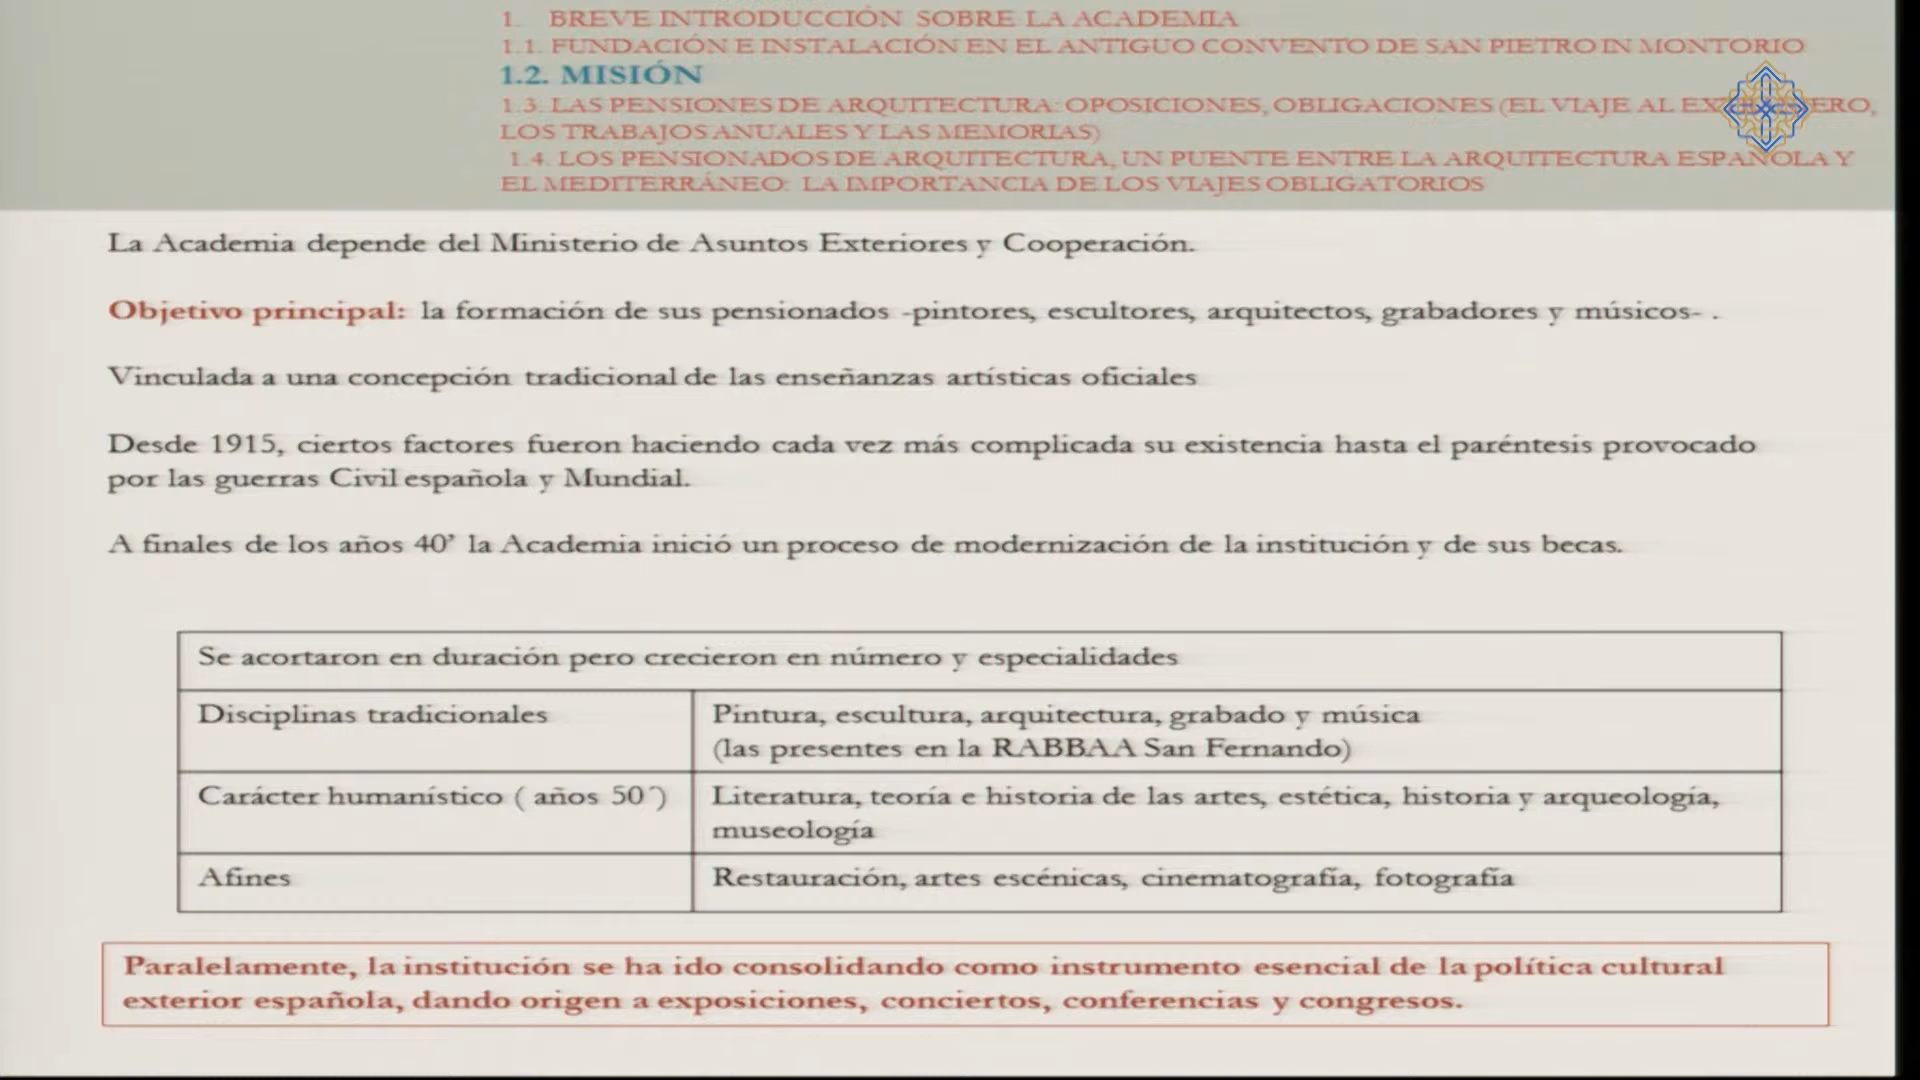 1. BREVE INTRODUCCIÓN SOBRE LA ACADEMIA
1.1. FUNDACIÓN E INSTALACIÓN EN EL ANTIGUO CONVENTO DE SAN PIETRO IN MONTORIO
1.2. MISIÓN
1.3. LAS PENSIONES DE ARQUITECTURA: OPOSICIONES, OBLIGACIONES (EL VIAJE AL
LOS TRABAJOS ANUALES Y LAS MEMORIAS)
1.4. LOS PENSIONADOS DE ARQUITECTURA, UN PUENTE ENTRE LA ARQUITECTURA ESPAÑOLA Y
EL MEDITERRÁNEO: LA IMPORTANCIA DE LOS VIAJES OBLIGATORIOS
La Academia depende del Ministerio de Asuntos Exteriores y Cooperación.
Objetivo principal: la formación de sus pensionados -pintores, escultores, arquitectos, grabadores y músicos- .
Vinculada a una concepción tradicional de las enseñanzas artísticas oficiales
Desde 1915, ciertos factores fueron haciendo cada vez más complicada su existencia hasta el paréntesis provocado
por las guerras Civil española y Mundial.
A finales de los años 40’ la Academia inició un proceso de modernización de la institución y de sus becas.
Se acortaron en duración pero crecieron en número y especialidades
Disciplinas tradicionales
Pintura, escultura, arquitectura, grabado y música
(las presentes en la RABBAA San Fernando)
Carácter humanístico ( años 50´)
Literatura, teoría e historia de las artes, estética, historia y arqueología,
museología
Afines
Restauración, artes escénicas, cinematografía, fotografía
Paralelamente, la institución se ha ido consolidando como instrumento esencial de la política cultural
exterior española, dando origen a exposiciones, conciertos, conferencias y congresos.